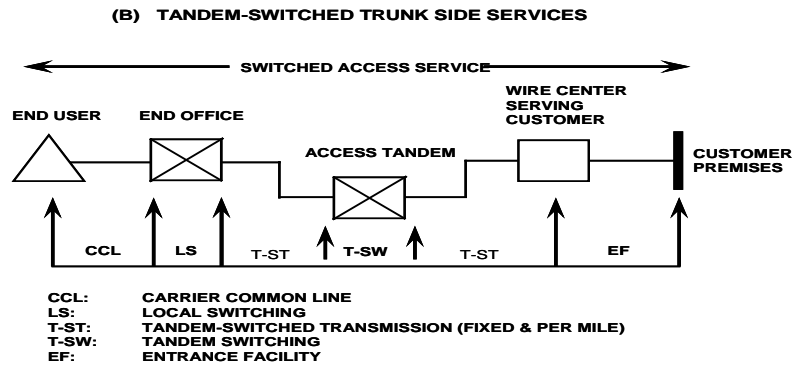 (B) TANDEM-SWITCHED TRUNK SIDE SERVICES
SWITCHED ACCESS SERVICE
WIRE CENTER
SERVING
CUSTOMER
END USER
END OFFICE
ACCESS TANDEM
CUSTOMER
PREMISES
CCL
LS
T-ST
T-SW
T-ST
EF
CCL: CARRIER COMMON LINE
LS: LOCAL SWITCHING
T-ST: TANDEM-SWITCHED TRANSMISSION (FIXED & PER MILE)
T-SW: TANDEM SWITCHING
EF: ENTRANCE FACILITY